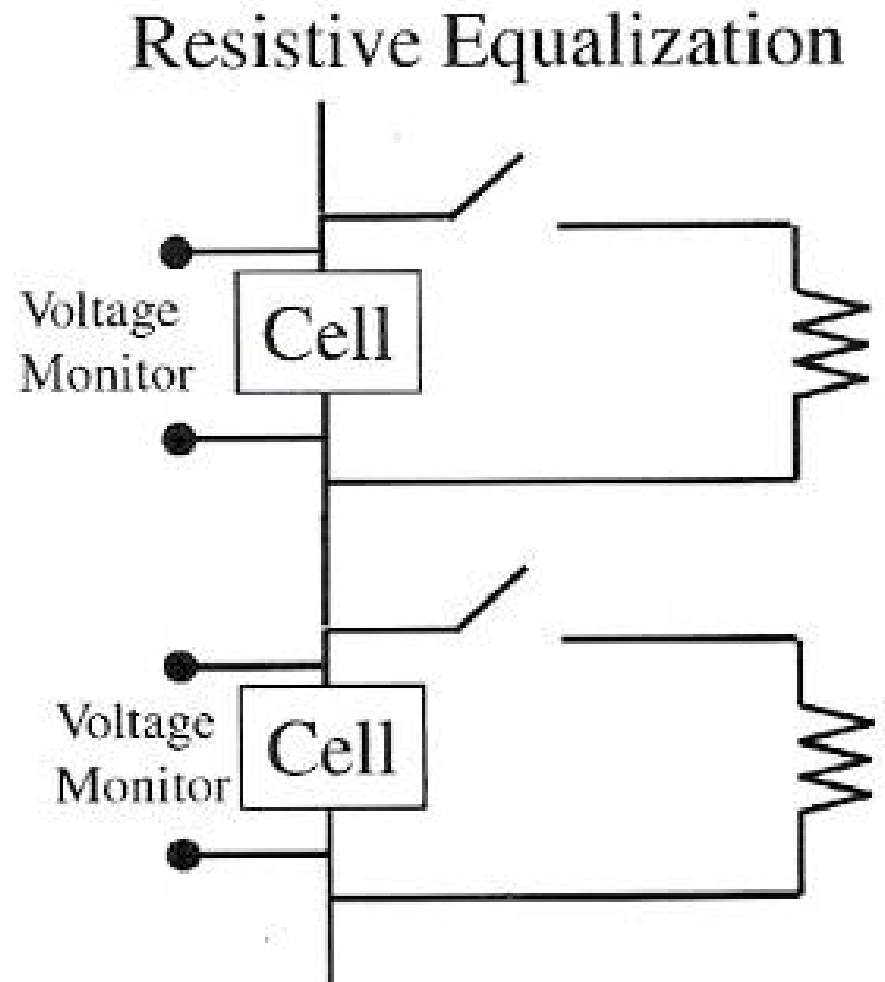 Resistive Equalization
Voltage
Monitor
Cell
Voltage
Monitor
Cell